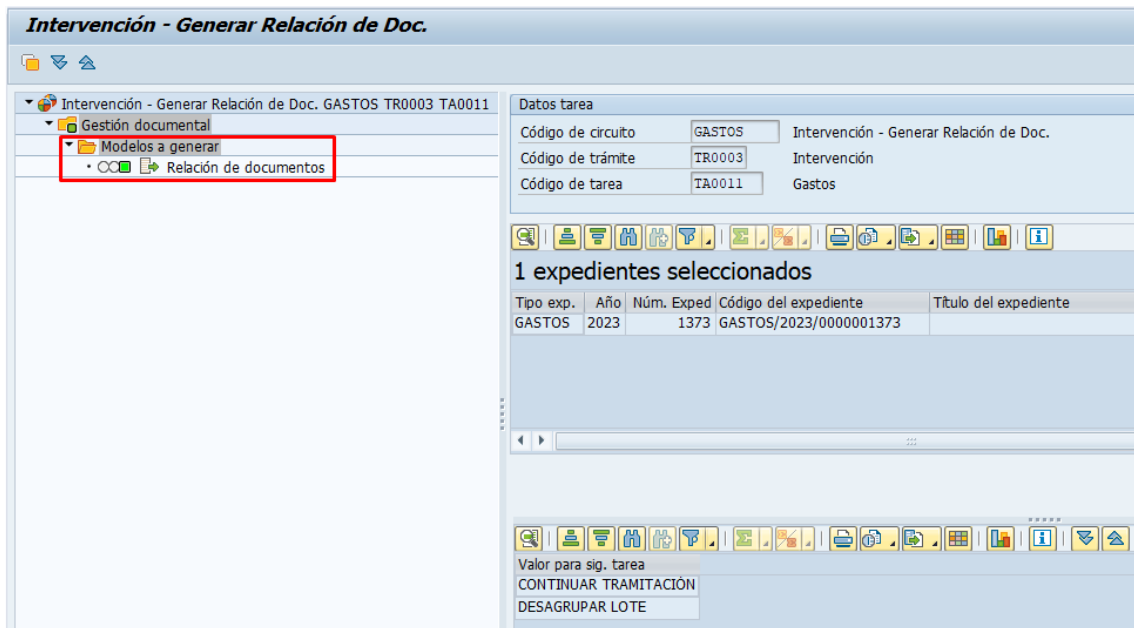 Intervención - Generar Relación de Doc.
Intervención - Generar Relación de Doc. GASTOS TR0003 TA0011
Gestión documental
Modelos a generar
Relación de documentos
Datos tarea
Código de circuito GASTOS Intervención - Generar Relación de Doc.
Código de trámite TR0003 Intervención
Código de tarea TA0011 Gastos
1 expedientes seleccionados
Tipo exp. Año Núm. Exped Código del expediente Título del expediente
GASTOS 2023 1373 GASTOS/2023/0000001373
Valor para sig. tarea
CONTINUAR TRAMITACIÓN
DESAGRUPAR LOTE